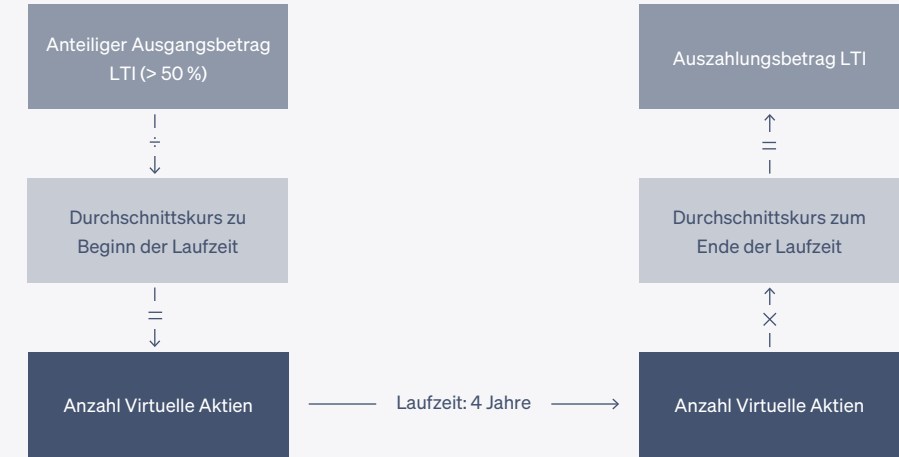 Anteiliger Ausgangsbetrag
LTI (> 50 %)
÷
Durchschnittskurs zu
Beginn der Laufzeit
=
Anzahl Virtuelle Aktien
Laufzeit: 4 Jahre
Anzahl Virtuelle Aktien
×
Durchschnittskurs zum
Ende der Laufzeit
=
Auszahlungsbetrag LTI